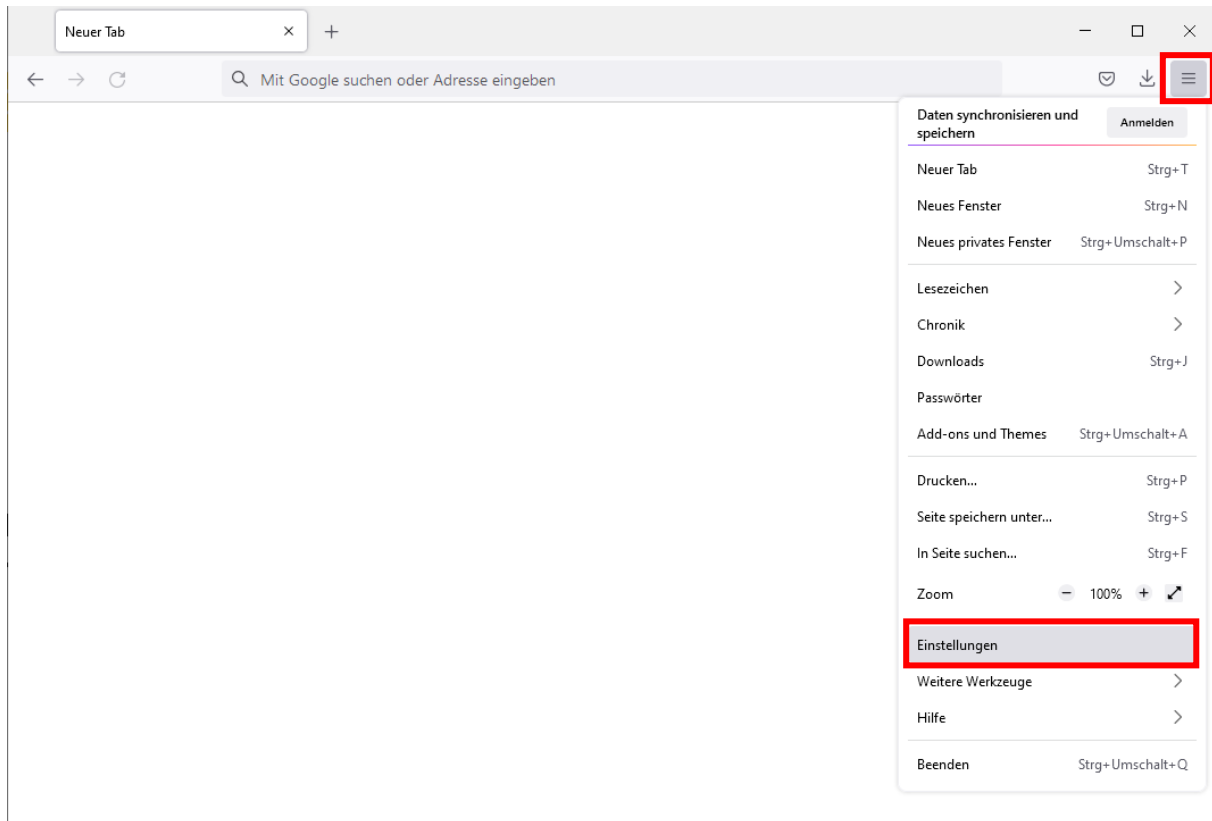 Neuer Tab
Mit Google suchen oder Adresse eingeben
Daten synchronisieren und
speichern
Anmelden
Neuer Tab Strg+T
Neues Fenster Strg+N
Neues privates Fenster Strg+Umschalt+P
Lesezeichen
Chronik
Downloads Strg+J
Passwörter
Add-ons und Themes Strg+Umschalt+A
Drucken... Strg+P
Seite speichern unter... Strg+S
In Seite suchen... Strg+F
Zoom 100%
Einstellungen
Weitere Werkzeuge
Hilfe
Beenden Strg+Umschalt+Q